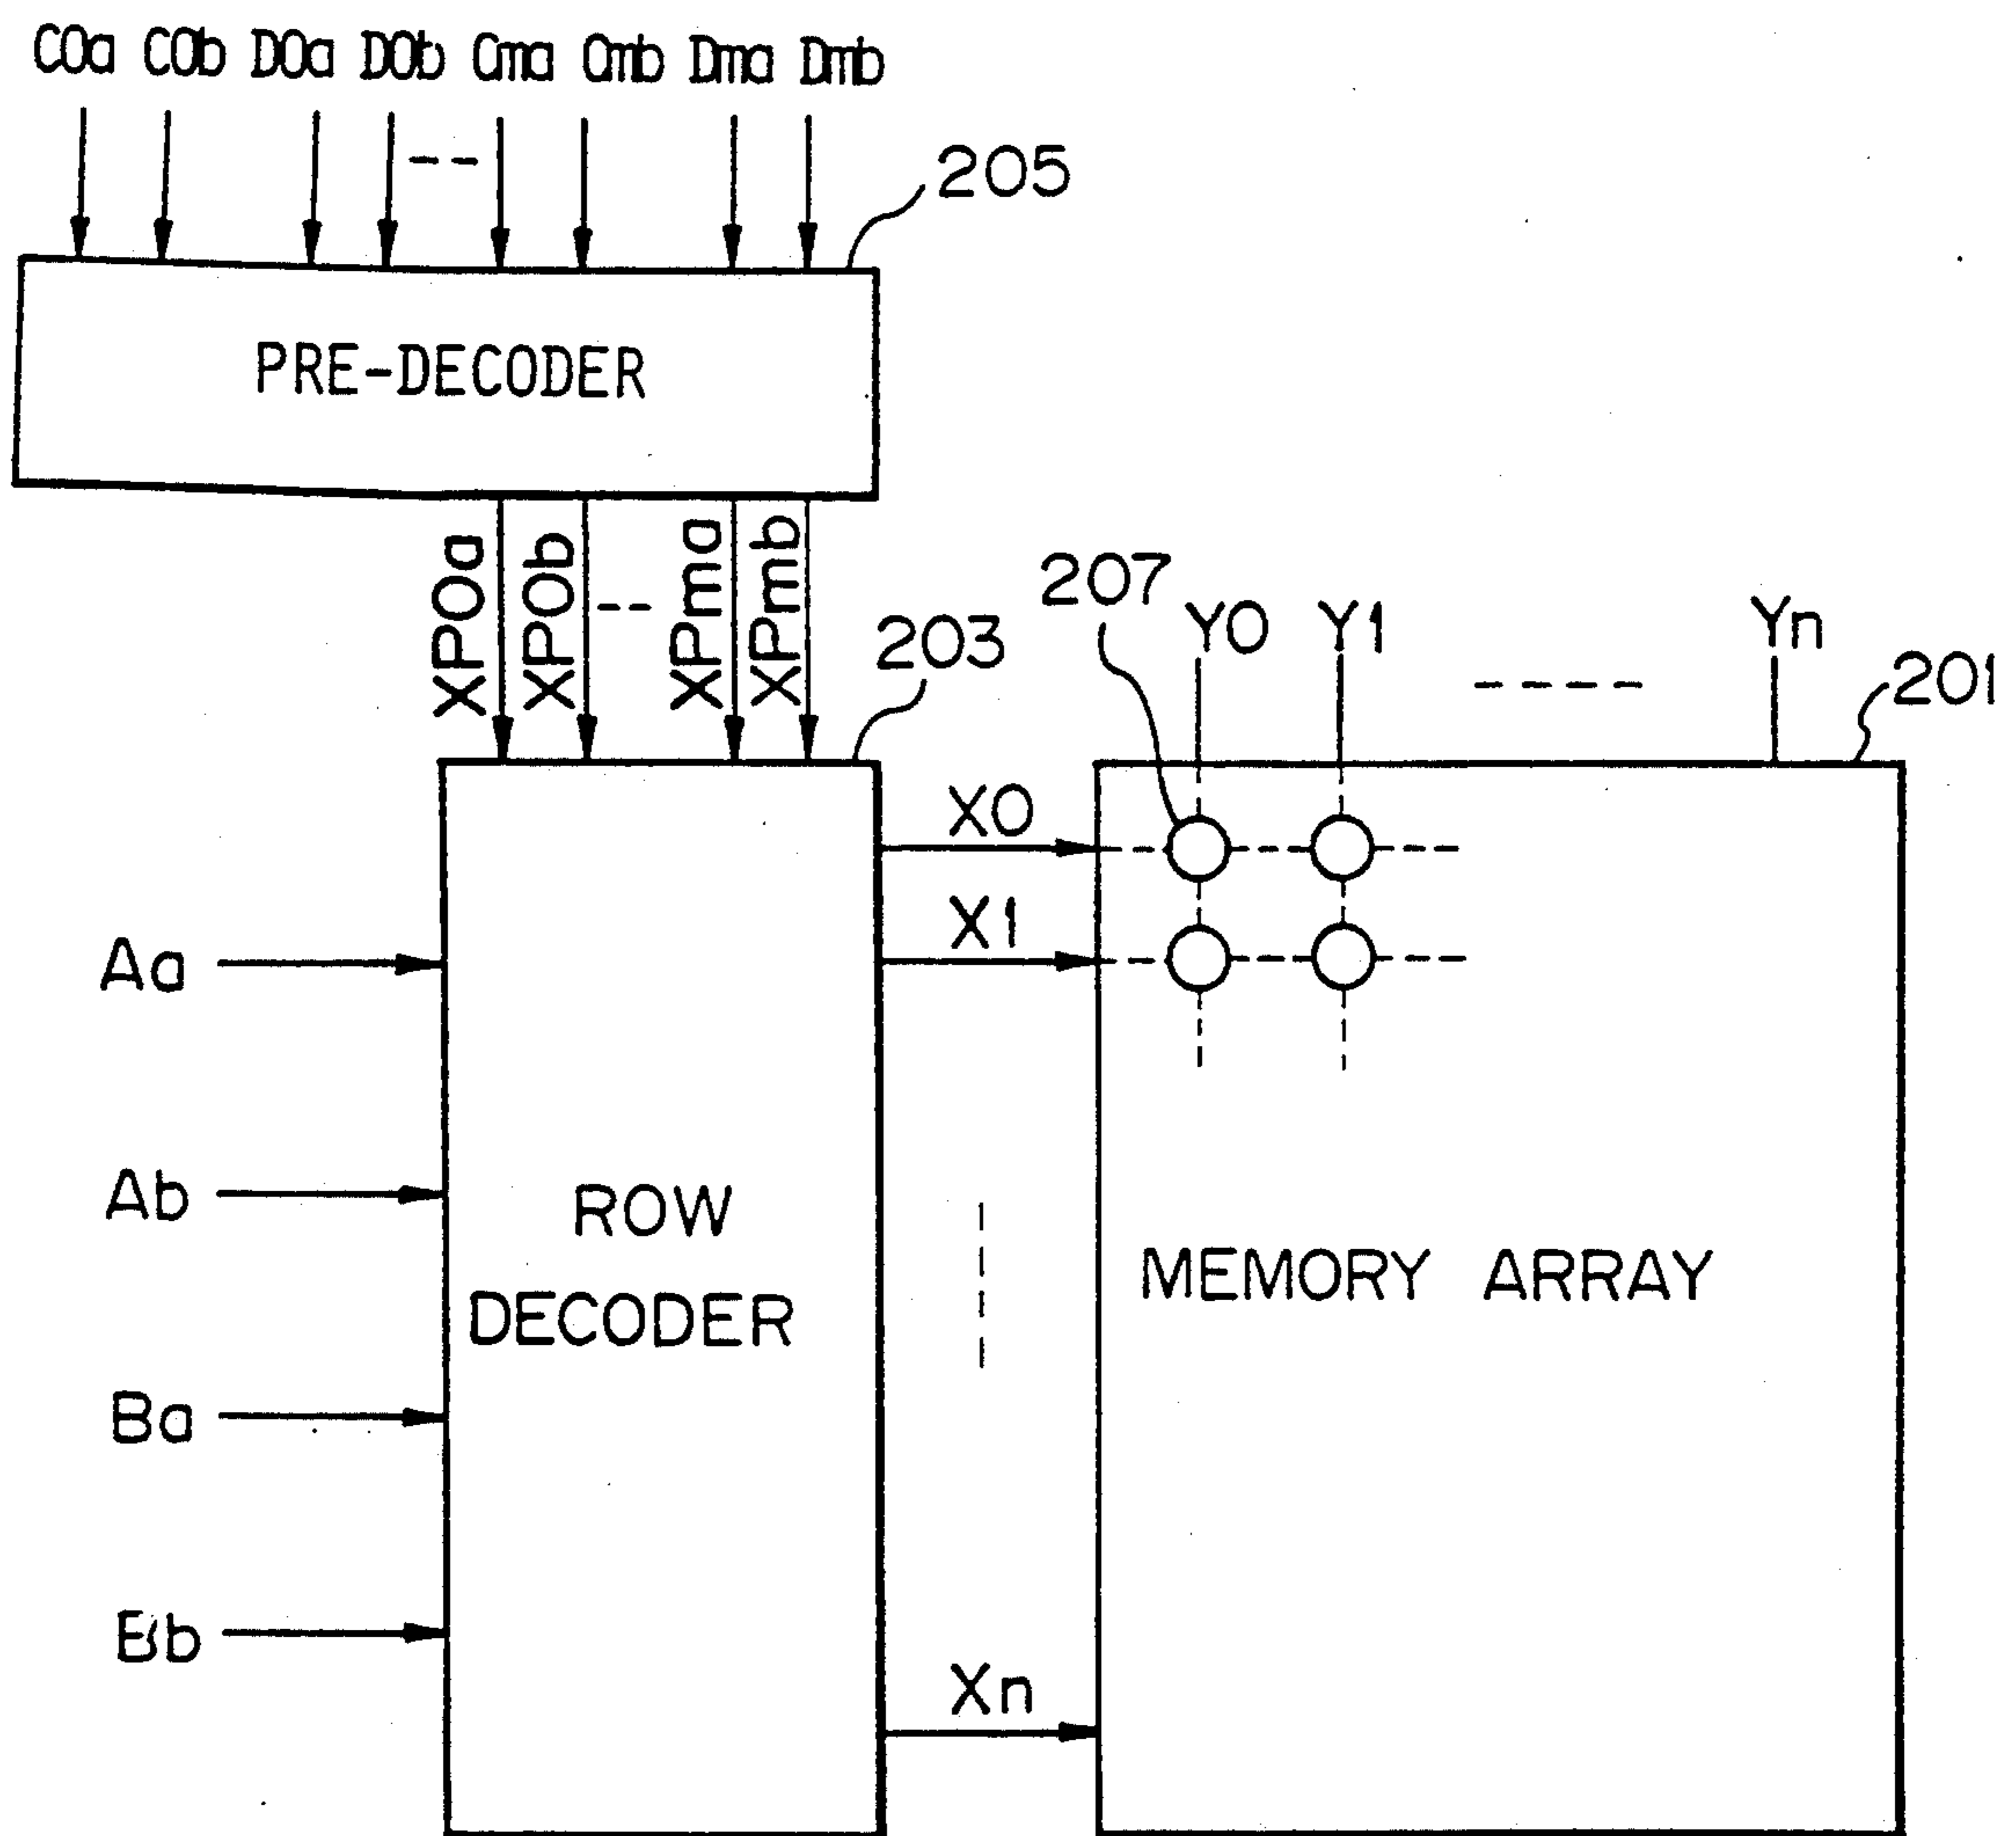 C0a C0b D0a D0b Cma Cmb Dma Dmb
205
PRE-DECODER
XP0a XP0b XPma XPmb
203
207
Y0 Y1 Yn
201
X0
X1
Aa
Ab
ROW
DECODER
MEMORY ARRAY
Ba
Bb
Xn